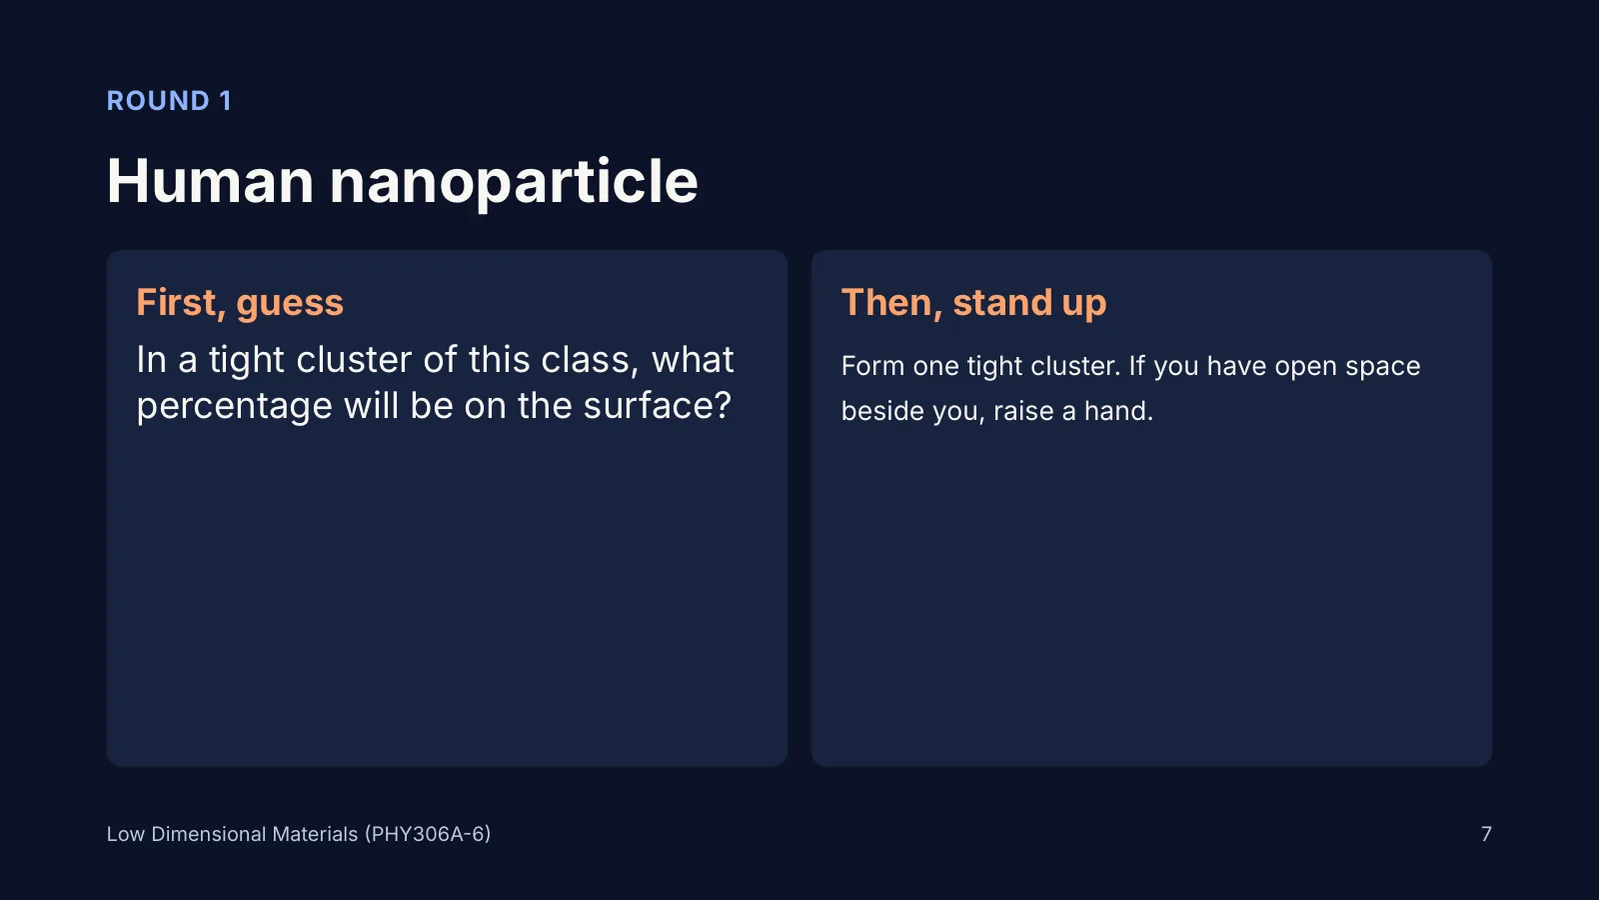 ROUND 1
Human nanoparticle
First, guess
In a tight cluster of this class, what
percentage will be on the surface?
Then, stand up
Form one tight cluster. If you have open space
beside you, raise a hand.
Low Dimensional Materials (PHY306A-6)
7